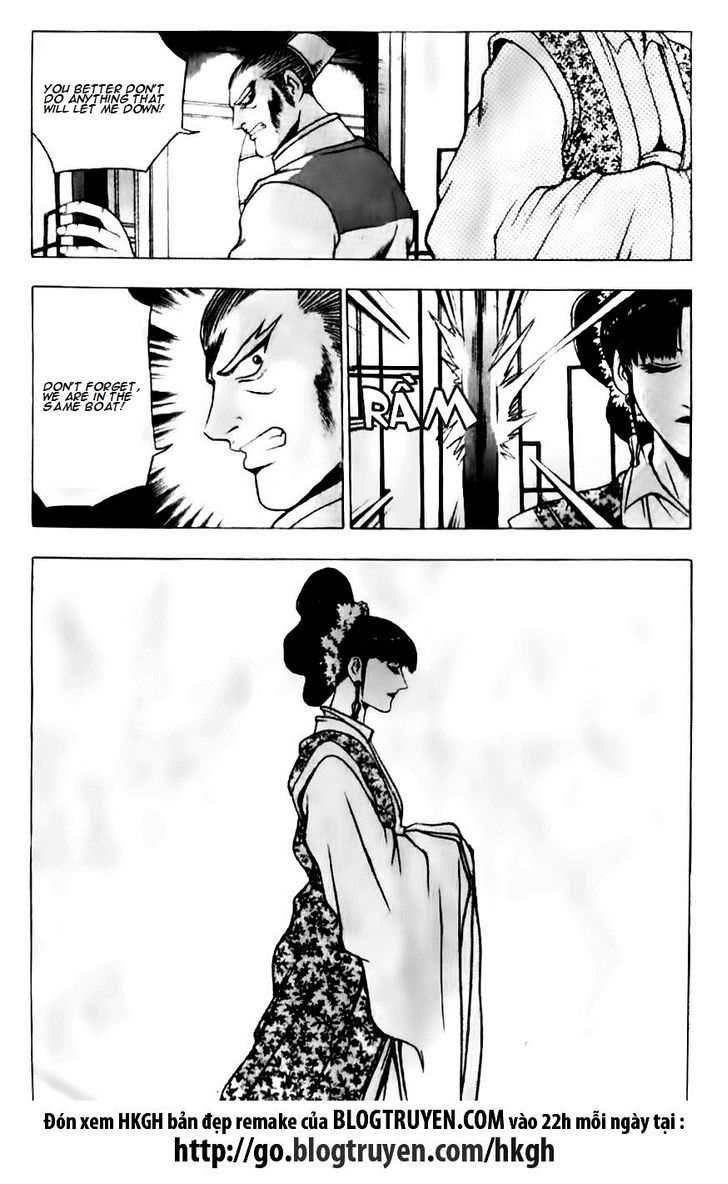 YOU BETTER DON'T
DO ANYTHING THAT
WILL LET ME DOWN!
DON'T FORGET,
WE ARE IN THE
SAME BOAT!
RẦM
Đón xem HKGH bản đẹp remake của BLOGTRUYEN.COM vào 22h mỗi ngày tại :
http://go.blogtruyen.com/hkgh